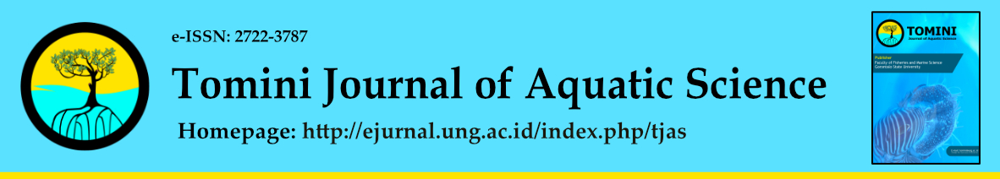 e-ISSN: 2722-3787
Tomini Journal of Aquatic Science
Homepage: http://ejurnal.ung.ac.id/index.php/tjas
TOMINI
Journal of Aquatic Science
Publisher
Faculty of Fisheries and Marine Science
Gorontalo State University